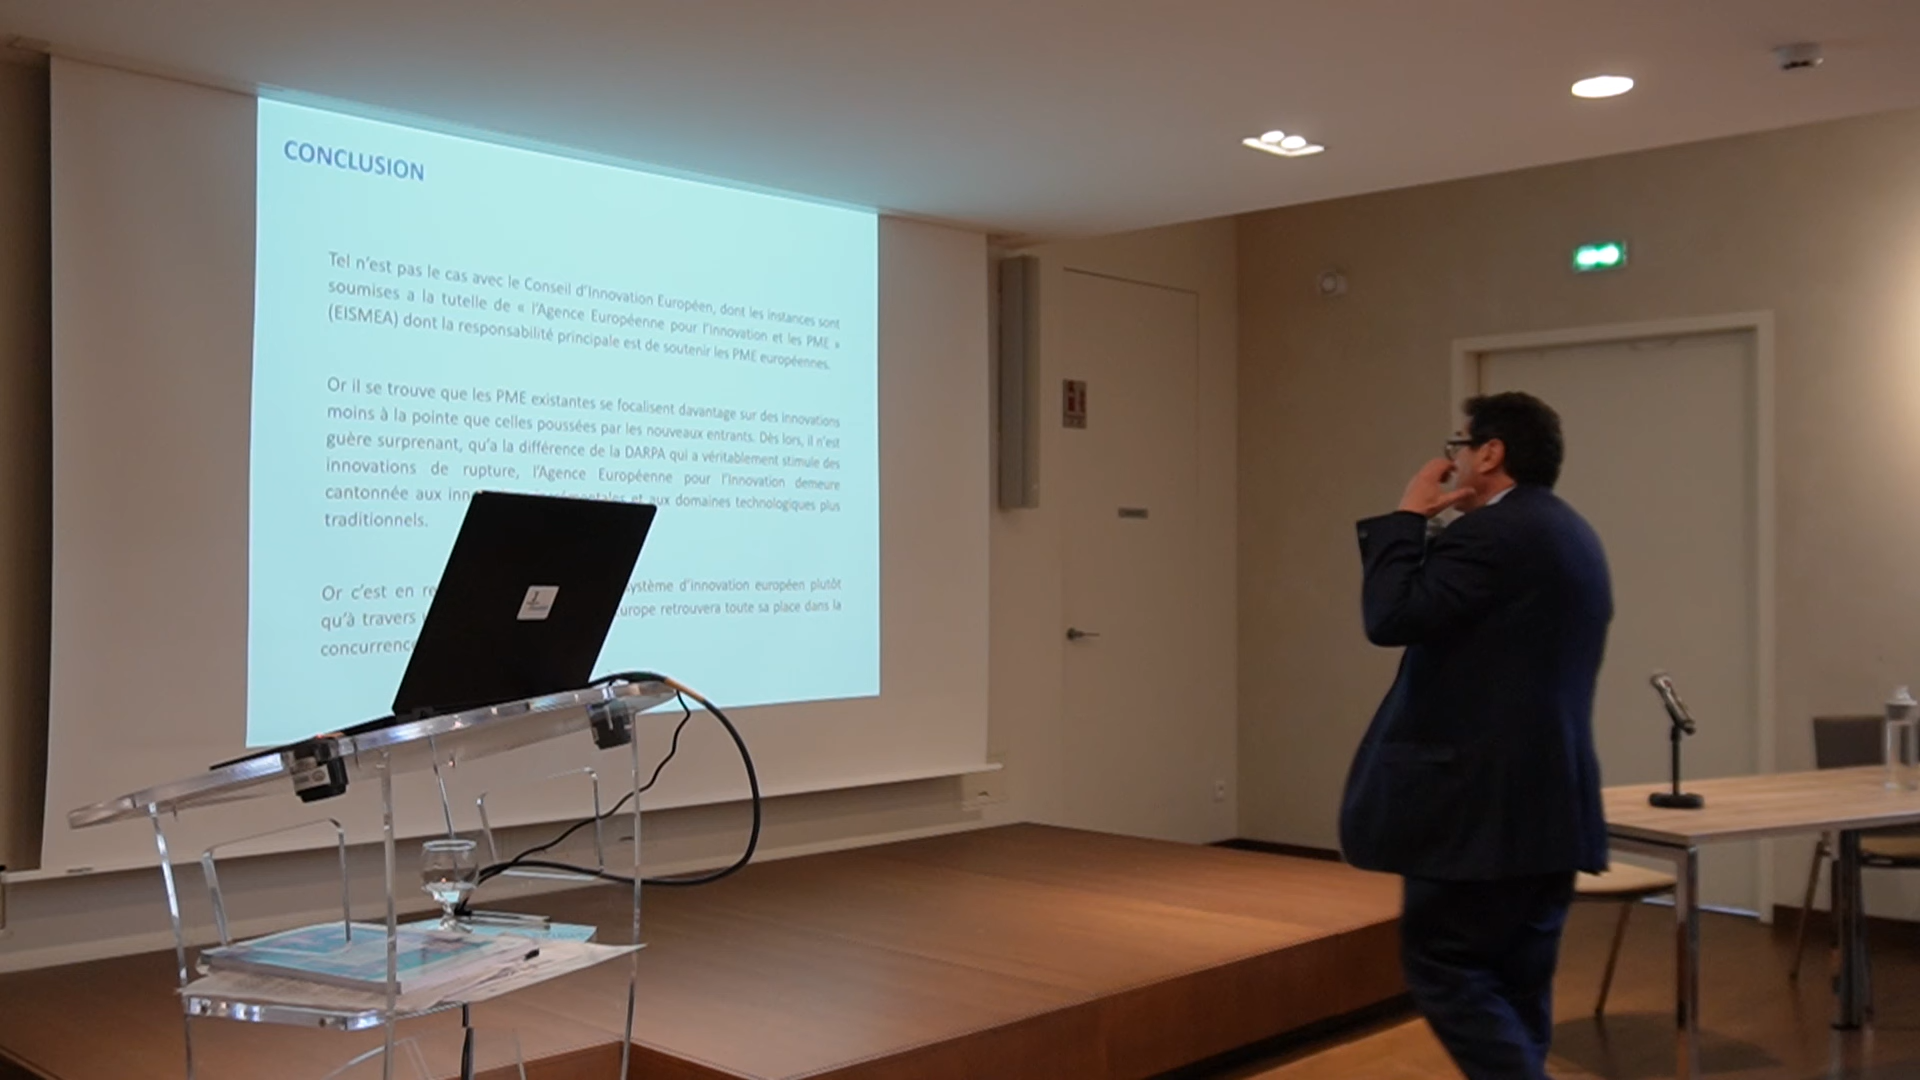 CONCLUSION
Tel n'est pas le cas avec le Conseil d'Innovation Européen, dont les instances sont
soumises a la tutelle de « l'Agence Européenne pour l'Innovation et les PME »
(EISMEA) dont la responsabilité principale est de soutenir les PME européennes.
Or il se trouve que les PME existantes se focalisent davantage sur des innovations
moins à la pointe que celles poussées par les nouveaux entrants. Dès lors, il n'est
guère surprenant, qu'a la différence de la DARPA qui a véritablement stimule des
innovations de rupture, l'Agence Européenne pour l'Innovation demeure
cantonnée aux et aux domaines technologiques plus
traditionnels.
Or c'est en d'innovation européen plutôt
qu'à travers retrouvera toute sa place dans la